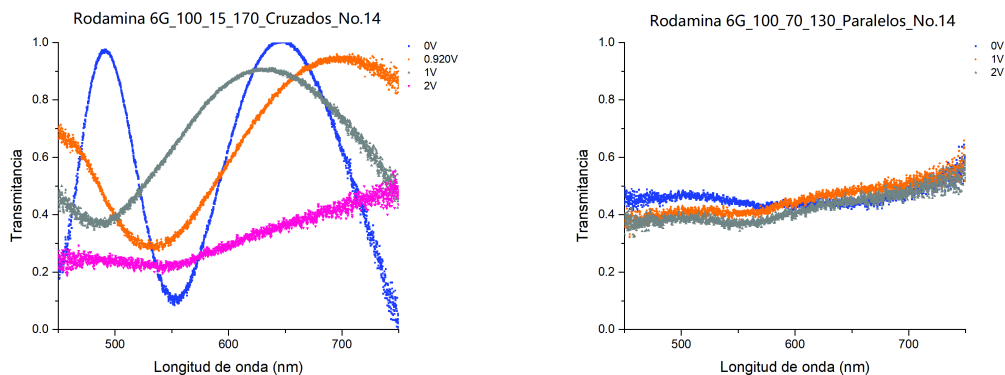 Rodamina 6G_100_15_170_Cruzados_No.14
1.0
0.8
0.6
0.4
0.2
0.0
Transmitancia
500
600
700
Longitud de onda (nm)
0V
0.920V
1V
2V
Rodamina 6G_100_70_130_Paralelos_No.14
1.0
0.8
0.6
0.4
0.2
0.0
Transmitancia
500
600
700
Longitud de onda (nm)
0V
1V
2V